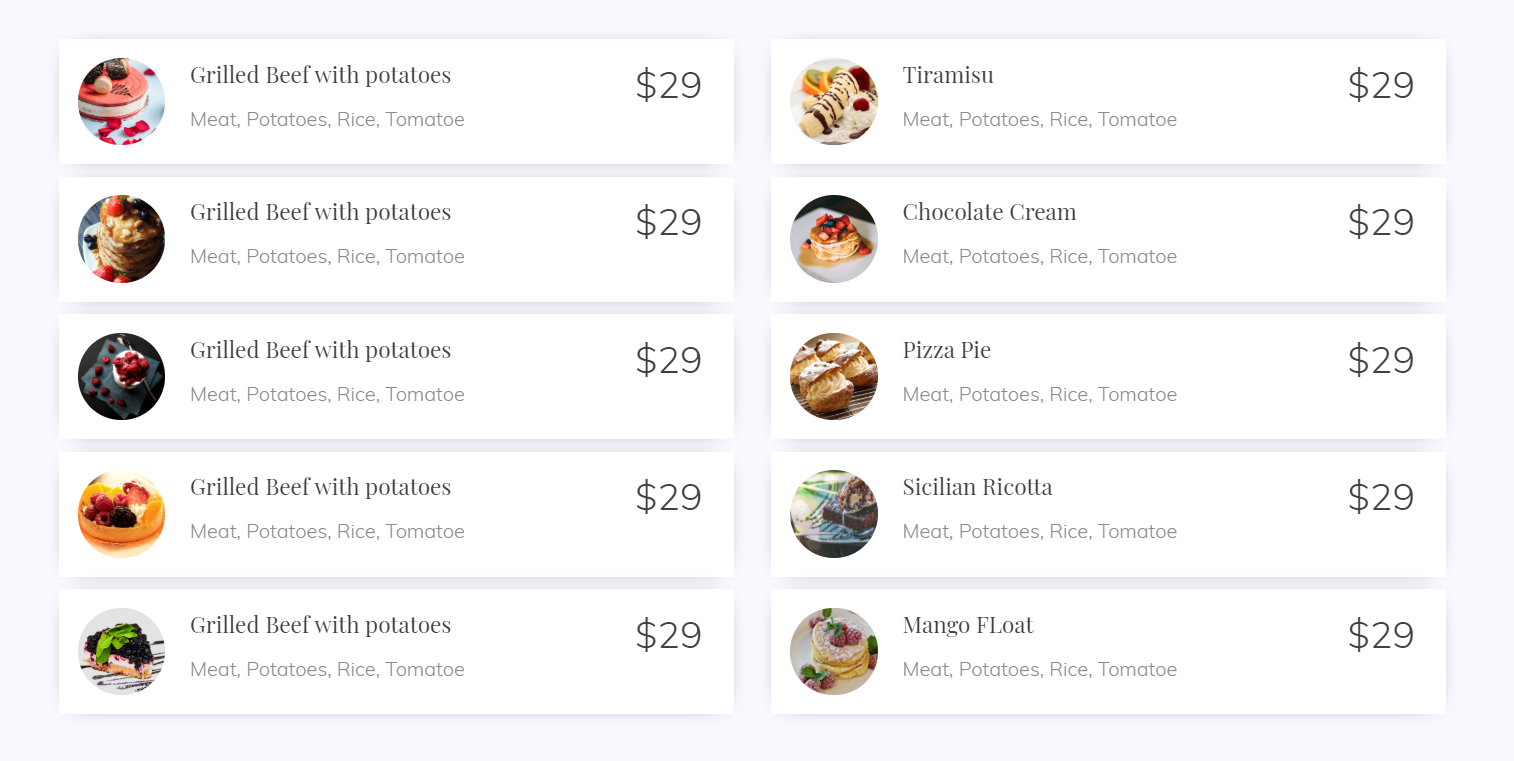 Grilled Beef with potatoes
$29
Meat, Potatoes, Rice, Tomatoe
Grilled Beef with potatoes
$29
Meat, Potatoes, Rice, Tomatoe
Grilled Beef with potatoes
$29
Meat, Potatoes, Rice, Tomatoe
Grilled Beef with potatoes
$29
Meat, Potatoes, Rice, Tomatoe
Grilled Beef with potatoes
$29
Meat, Potatoes, Rice, Tomatoe
Tiramisu
$29
Meat, Potatoes, Rice, Tomatoe
Chocolate Cream
$29
Meat, Potatoes, Rice, Tomatoe
Pizza Pie
$29
Meat, Potatoes, Rice, Tomatoe
Sicilian Ricotta
$29
Meat, Potatoes, Rice, Tomatoe
Mango FLoat
$29
Meat, Potatoes, Rice, Tomatoe